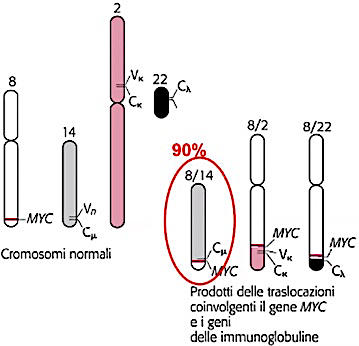 2
8
22
14
Vκ
Cκ
Cλ
MYC
Vn
Cμ
Cromosomi normali
90%
8/14
8/2
8/22
Cμ
MYC
MYC
Vκ
Cκ
MYC
Cλ
Prodotti delle traslocazioni
coinvolgenti il gene MYC
e i geni
delle immunoglobuline